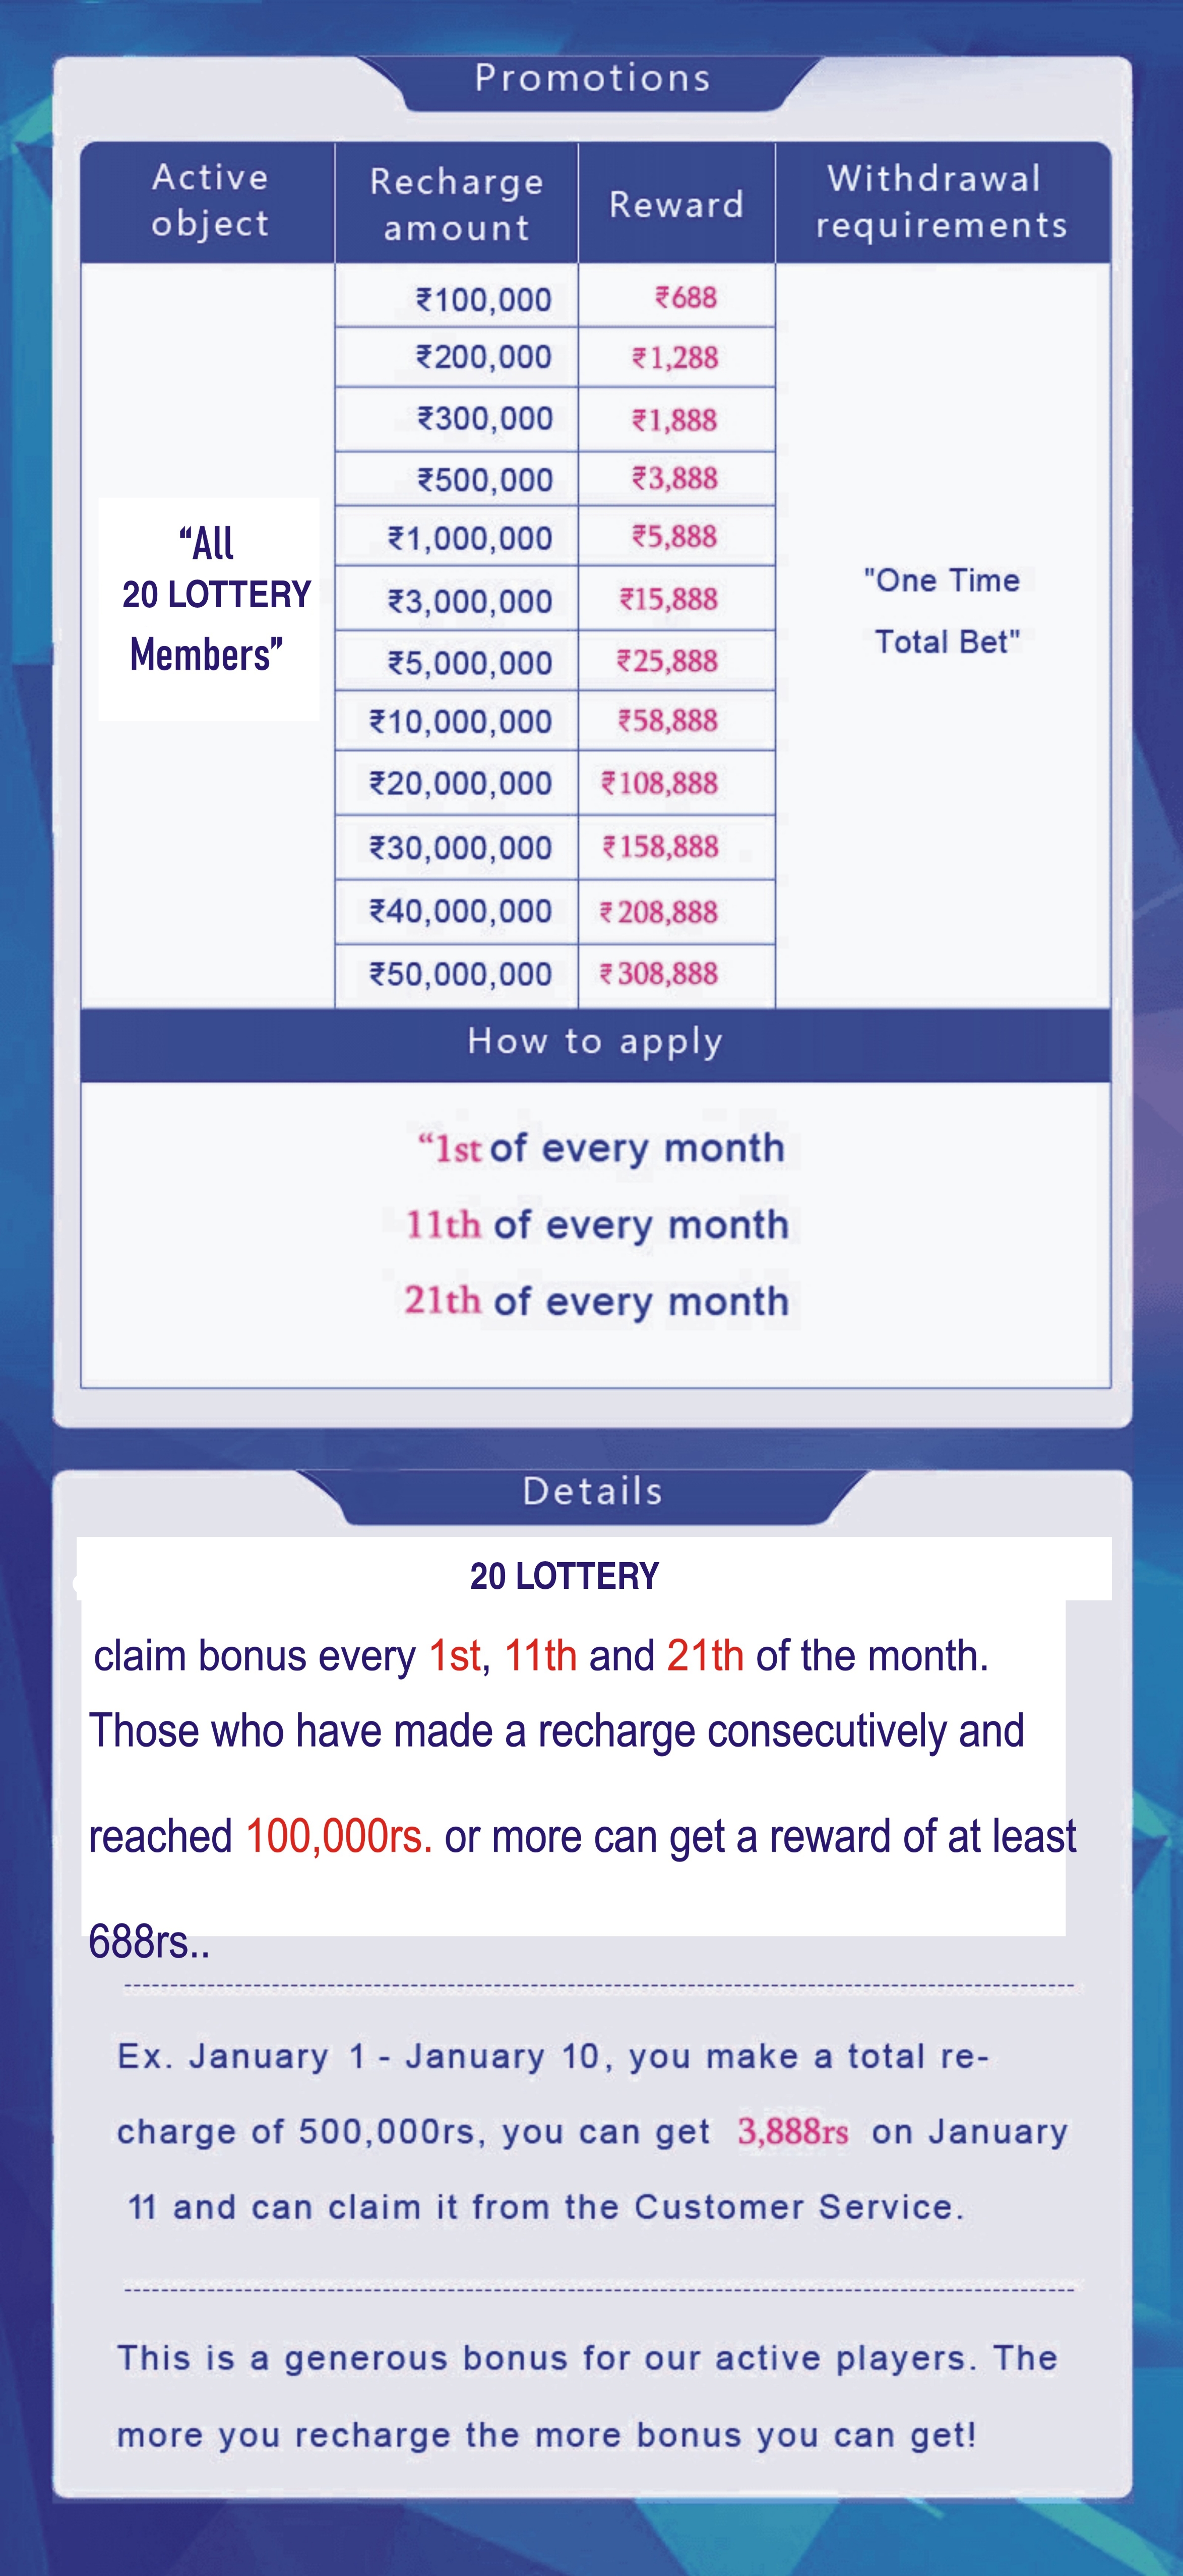 Promotions
Active object
Recharge amount
Reward
Withdrawal requirements
₹100,000 ₹688
₹200,000 ₹1,288
₹300,000 ₹1,888
₹500,000 ₹3,888
₹1,000,000 ₹5,888
₹3,000,000 ₹15,888
₹5,000,000 ₹25,888
₹10,000,000 ₹58,888
₹20,000,000 ₹108,888
₹30,000,000 ₹158,888
₹40,000,000 ₹208,888
₹50,000,000 ₹308,888
“All
20 LOTTERY
Members”
"One Time
Total Bet"
How to apply
“1st of every month
11th of every month
21th of every month
Details
20 LOTTERY
claim bonus every 1st, 11th and 21th of the month.
Those who have made a recharge consecutively and
reached 100,000rs. or more can get a reward of at least
688rs..
Ex. January 1 - January 10, you make a total re-
charge of 500,000rs, you can get 3,888rs on January
11 and can claim it from the Customer Service.
This is a generous bonus for our active players. The
more you recharge the more bonus you can get!